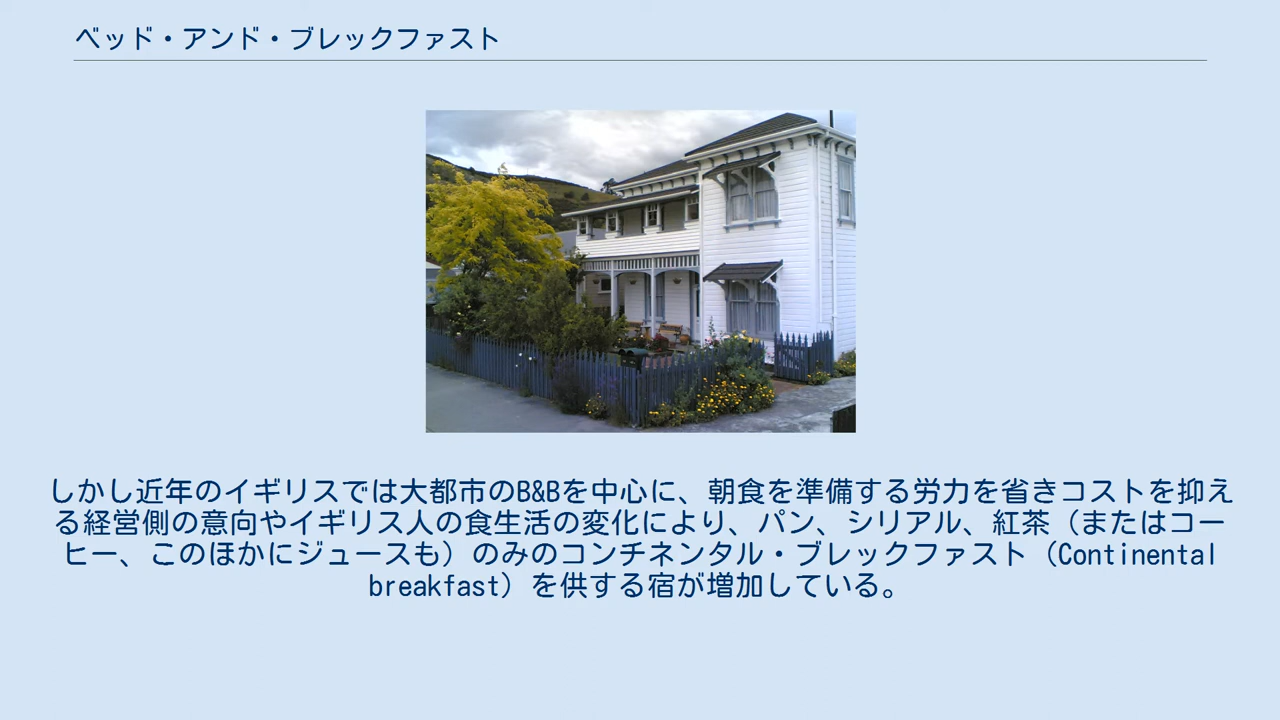 ベッド・アンド・ブレックファスト
しかし近年のイギリスでは大都市のB&Bを中心に、朝食を準備する労力を省きコストを抑え
る経営側の意向やイギリス人の食生活の変化により、パン、シリアル、紅茶（またはコー
ヒー、このほかにジュースも）のみのコンチネンタル・ブレックファスト（Continental
breakfast）を供する宿が増加している。